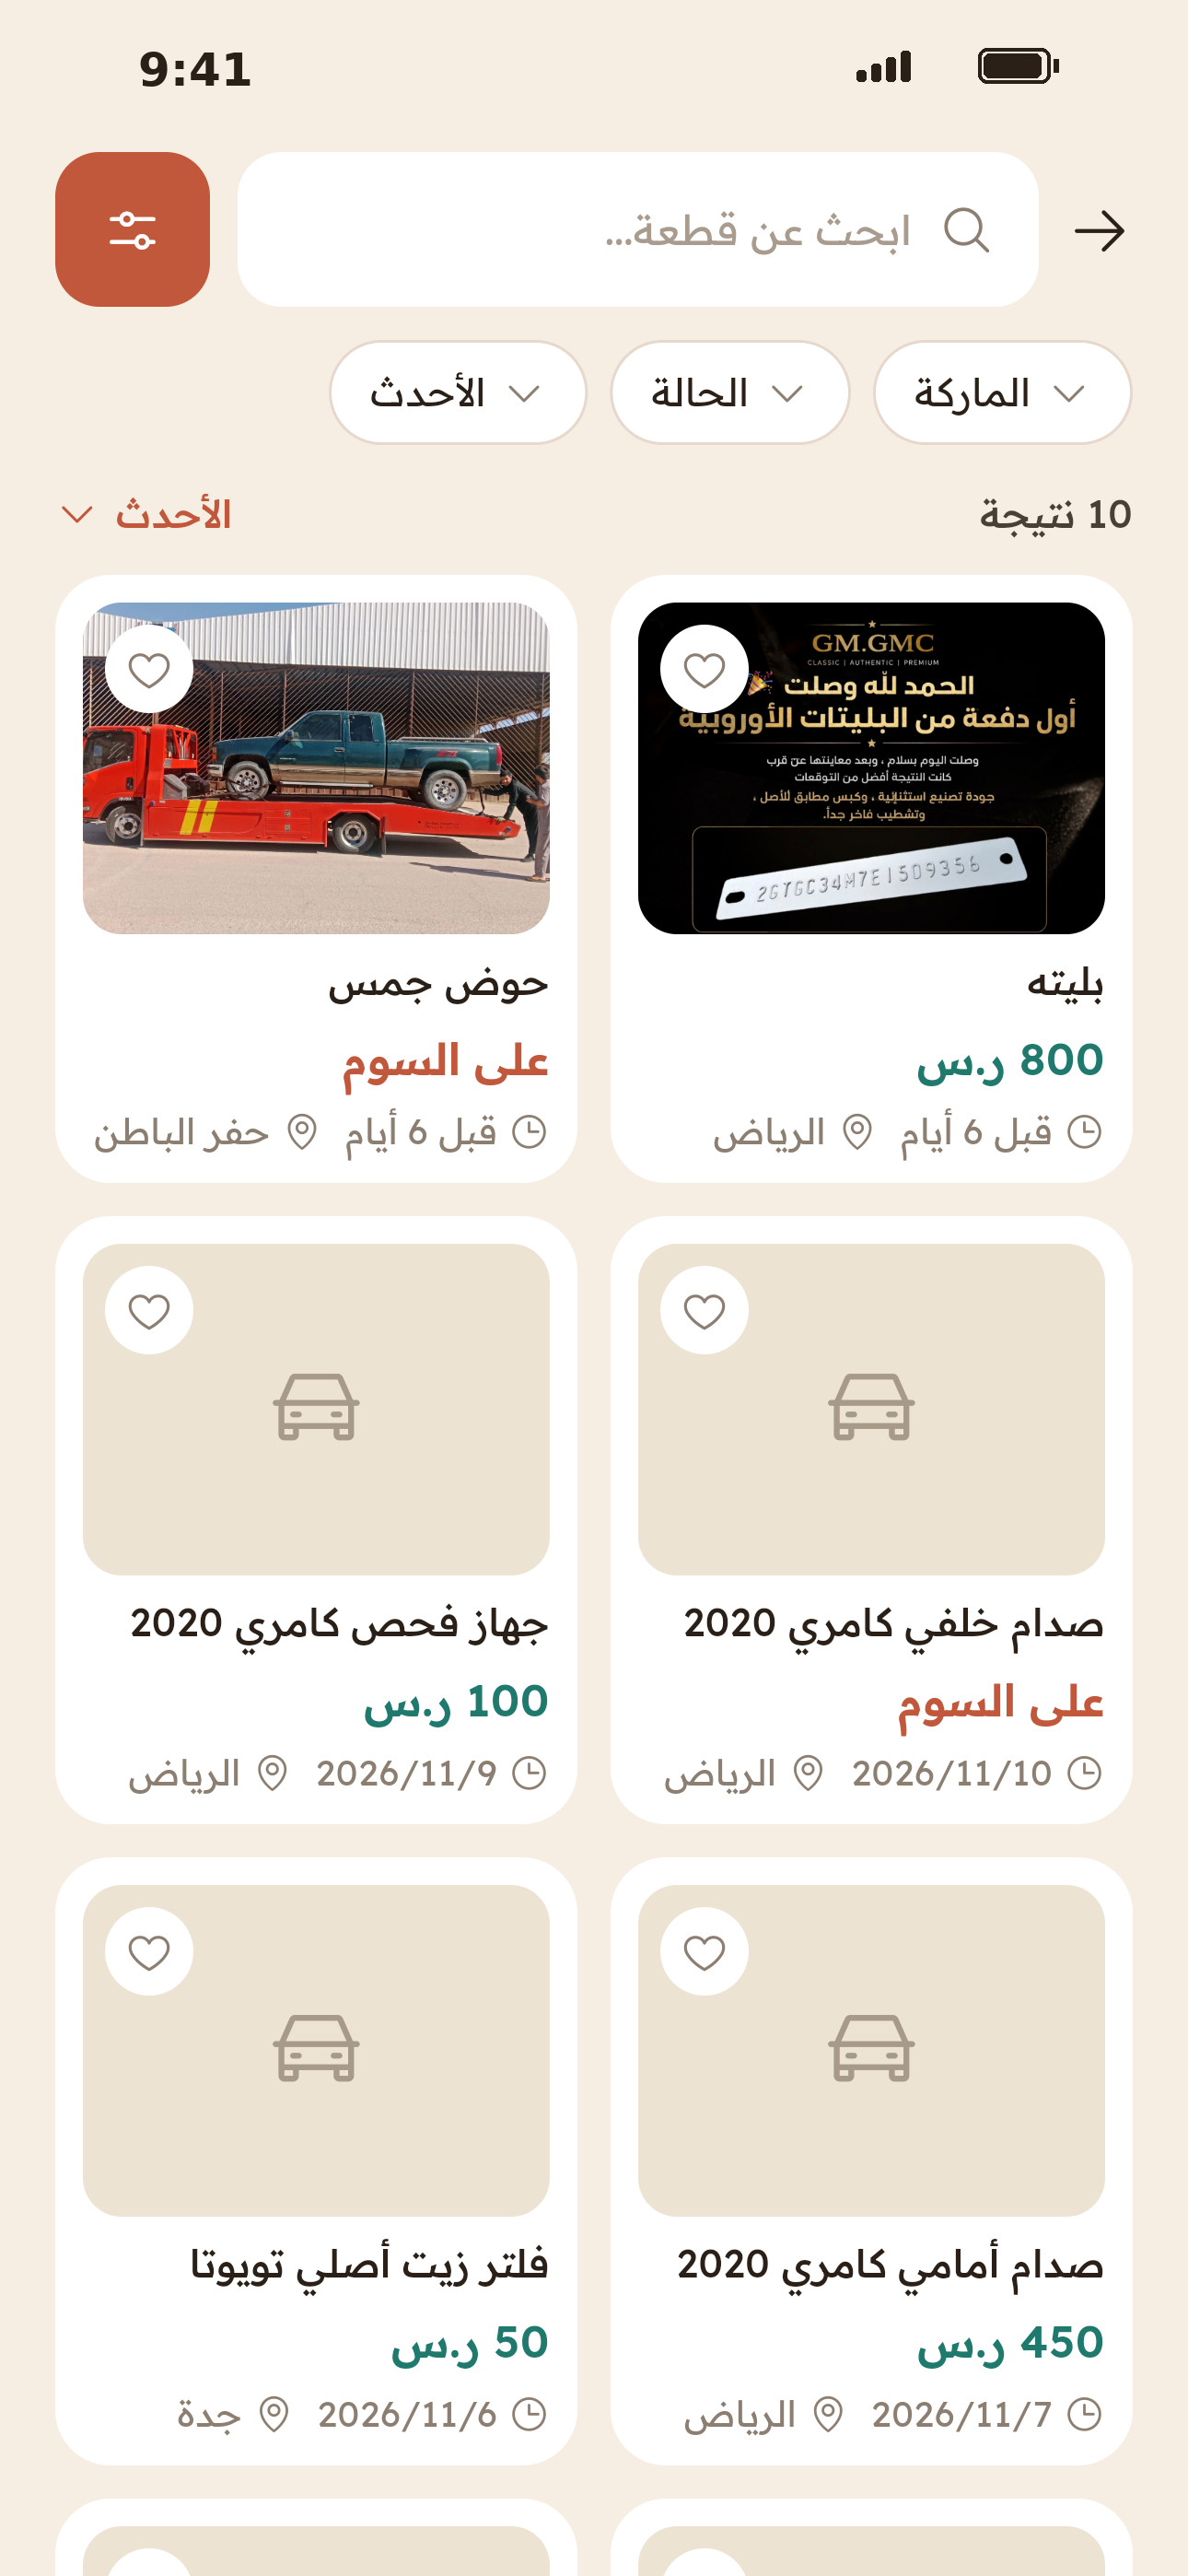 9:41
ابحث عن قطعة...
الماركة
الحالة
الأحدث
10 نتيجة
الأحدث
GM.GMC
CLASSIC | AUTHENTIC | PREMIUM
الحمد لله وصلت 🎉
أول دفعة من البليتات الأوروبية
وصلت اليوم بسلام ، وبعد معاينتها عن قرب
كانت النتيجة أفضل من التوقعات
جودة تصنيع استثنائية ، وكبس مطابق للأصل ،
وتشطيب فاخر جداً.
2GTGC34M7E1509356
بليته
800 ر.س
قبل 6 أيام
الرياض
حوض جمس
على السوم
قبل 6 أيام
حفر الباطن
صدام خلفي كامري 2020
على السوم
2026/11/10
الرياض
جهاز فحص كامري 2020
100 ر.س
2026/11/9
الرياض
صدام أمامي كامري 2020
450 ر.س
2026/11/7
الرياض
فلتر زيت أصلي تويوتا
50 ر.س
2026/11/6
جدة